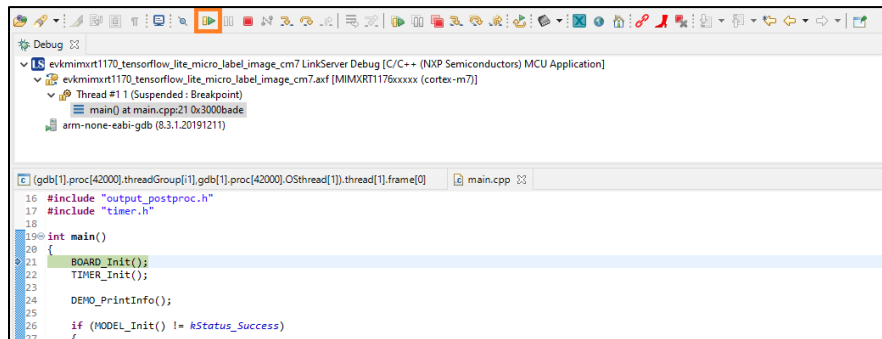 Debug
LS evkmimxrt1170_tensorflow_lite_micro_label_image_cm7 LinkServer Debug [C/C++ (NXP Semiconductors) MCU Application]
evkmimxrt1170_tensorflow_lite_micro_label_image_cm7.axf [MIMXRT1176xxxxx (cortex-m7)]
Thread #1 1 (Suspended : Breakpoint)
main() at main.cpp:21 0x3000bade
arm-none-eabi-gdb (8.3.1.20191211)
c (gdb[1].proc[42000].threadGroup[i1],gdb[1].proc[42000].OSthread[1]).thread[1].frame[0] c main.cpp
16 #include "output_postproc.h"
17 #include "timer.h"
18
19 int main()
20 {
21 BOARD_Init();
22 TIMER_Init();
23
24 DEMO_PrintInfo();
25
26 if (MODEL_Init() != kStatus_Success)
27 {